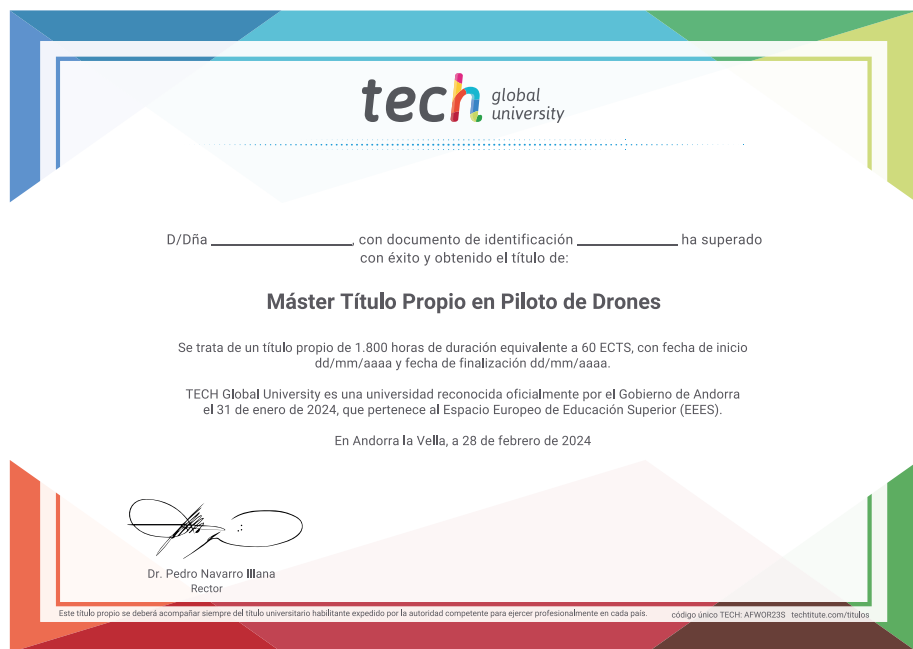 tech global university
D/Dña ____________, con documento de identificación ____________ ha superado
con éxito y obtenido el título de:
Máster Título Propio en Piloto de Drones
Se trata de un título propio de 1.800 horas de duración equivalente a 60 ECTS, con fecha de inicio
dd/mm/aaaa y fecha de finalización dd/mm/aaaa.
TECH Global University es una universidad reconocida oficialmente por el Gobierno de Andorra
el 31 de enero de 2024, que pertenece al Espacio Europeo de Educación Superior (EEES).
En Andorra la Vella, a 28 de febrero de 2024
Dr. Pedro Navarro Illana
Rector
Este título propio se deberá acompañar siempre del título universitario habilitante expedido por la autoridad competente para ejercer profesionalmente en cada país. código único TECH: AFWOR23S techtitute.com/titulos